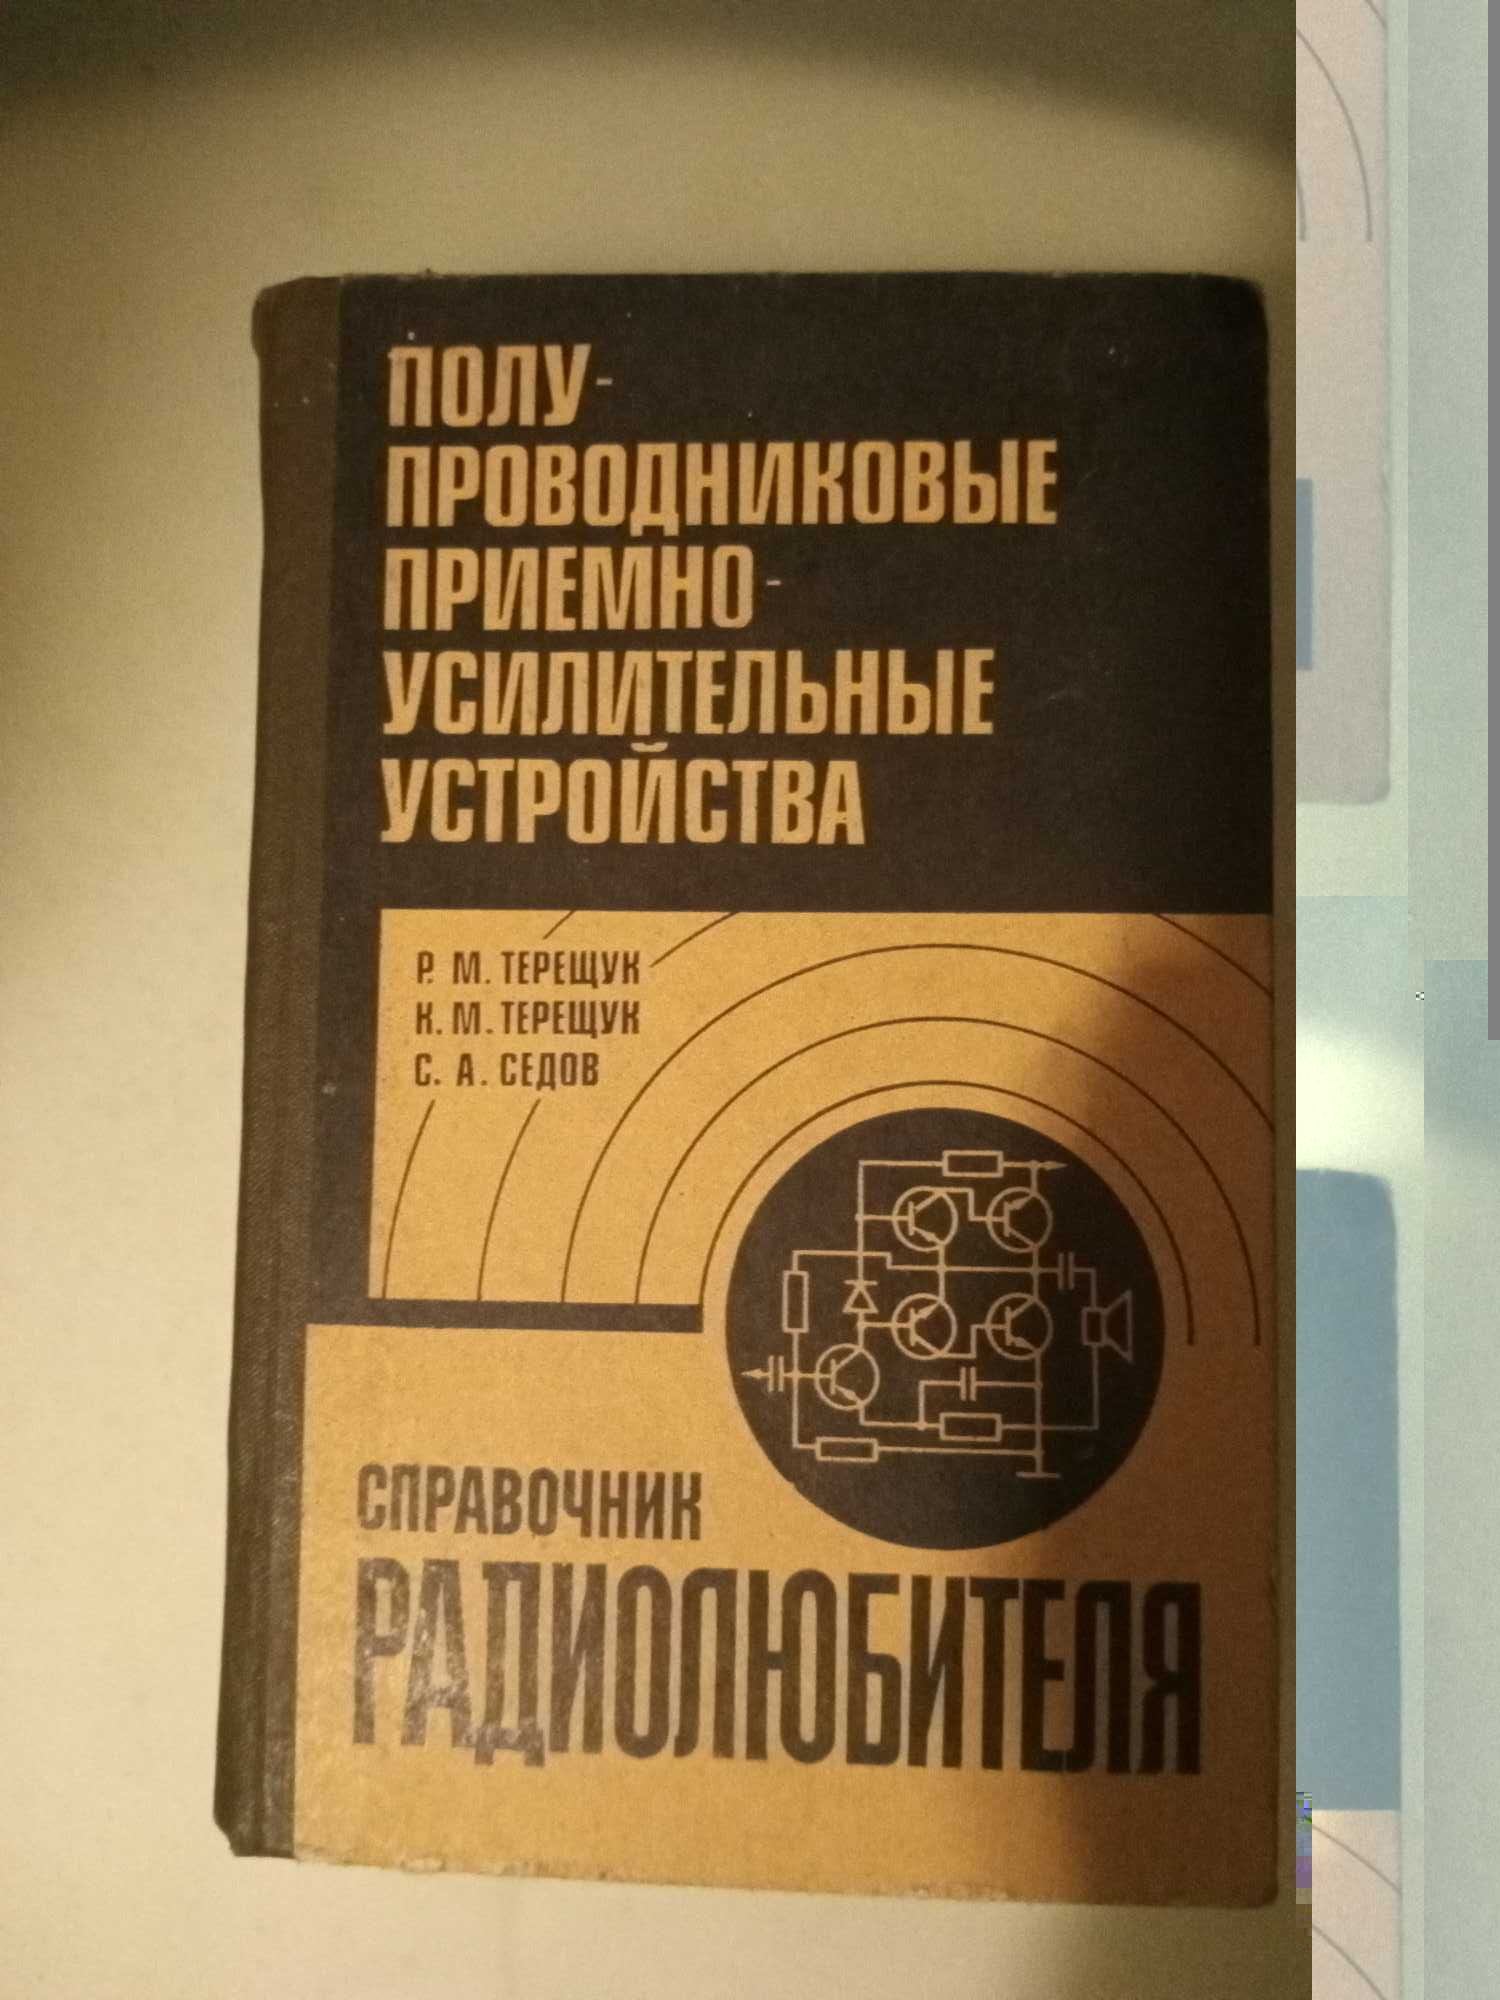 ПОЛУ-
ПРОВОДНИКОВЫЕ
ПРИЕМНО-
УСИЛИТЕЛЬНЫЕ
УСТРОЙСТВА
Р. М. ТЕРЕЩУК
К. М. ТЕРЕЩУК
С. А. СЕДОВ
СПРАВОЧНИК
РАДИОЛЮБИТЕЛЯ